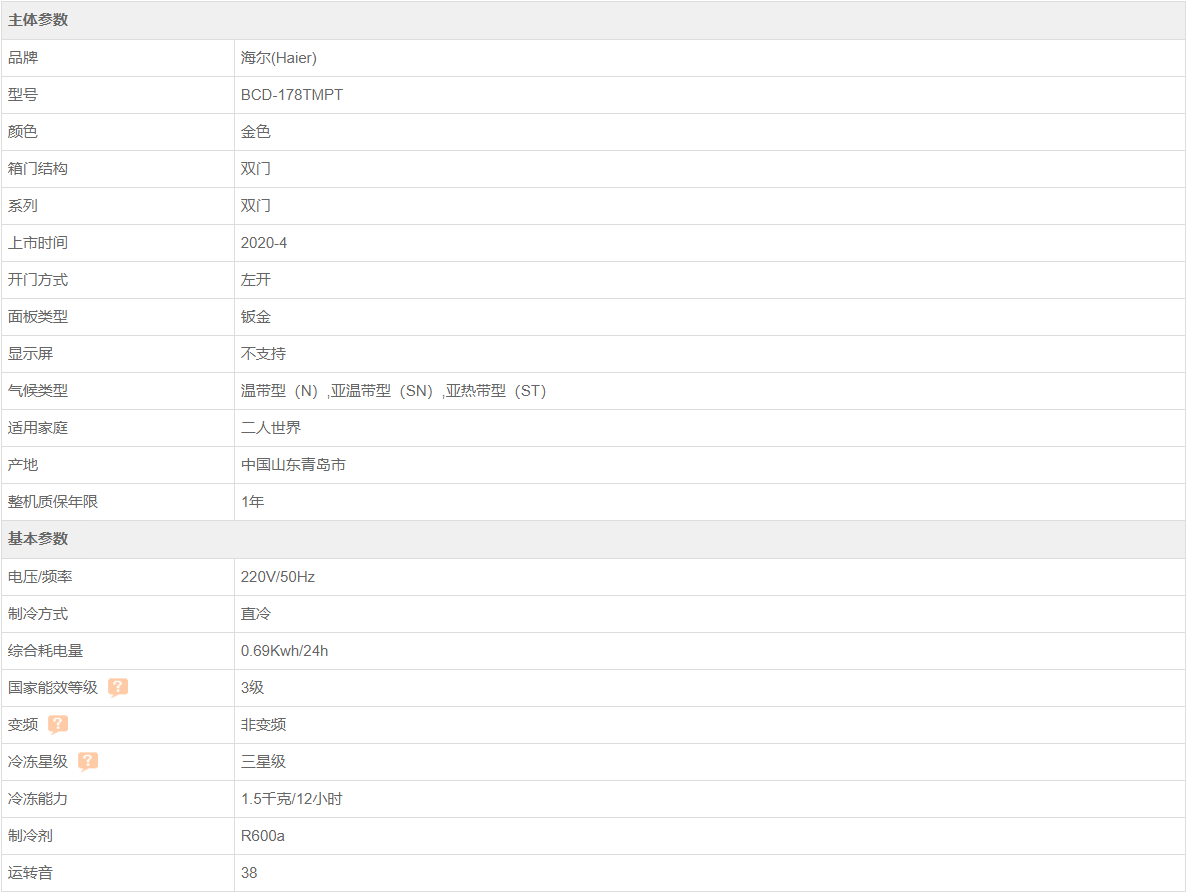 主体参数
品牌 海尔(Haier)
型号 BCD-178TMPT
颜色 金色
箱门结构 双门
系列 双门
上市时间 2020-4
开门方式 左开
面板类型 钣金
显示屏 不支持
气候类型 温带型（N）,亚温带型（SN）,亚热带型（ST）
适用家庭 二人世界
产地 中国山东青岛市
整机质保年限 1年
基本参数
电压/频率 220V/50Hz
制冷方式 直冷
综合耗电量 0.69Kwh/24h
国家能效等级 ? 3级
变频 ? 非变频
冷冻星级 ? 三星级
冷冻能力 1.5千克/12小时
制冷剂 R600a
运转音 38